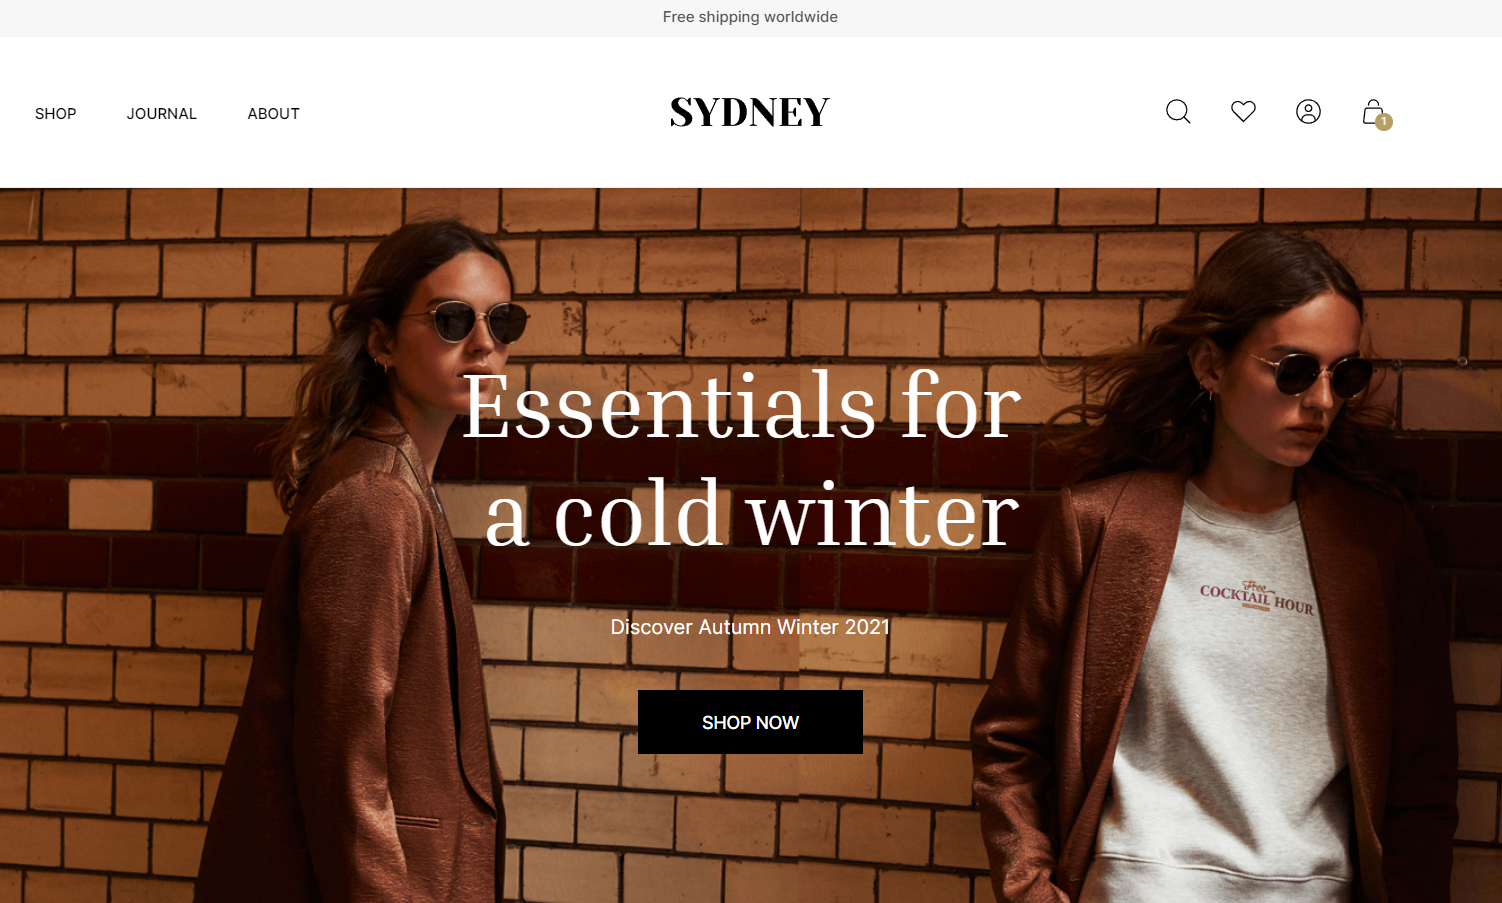 Free shipping worldwide
SHOP JOURNAL ABOUT
SYDNEY
1
Essentials for
a cold winter
Free
COCKTAIL HOUR
Discover Autumn Winter 2021
SHOP NOW